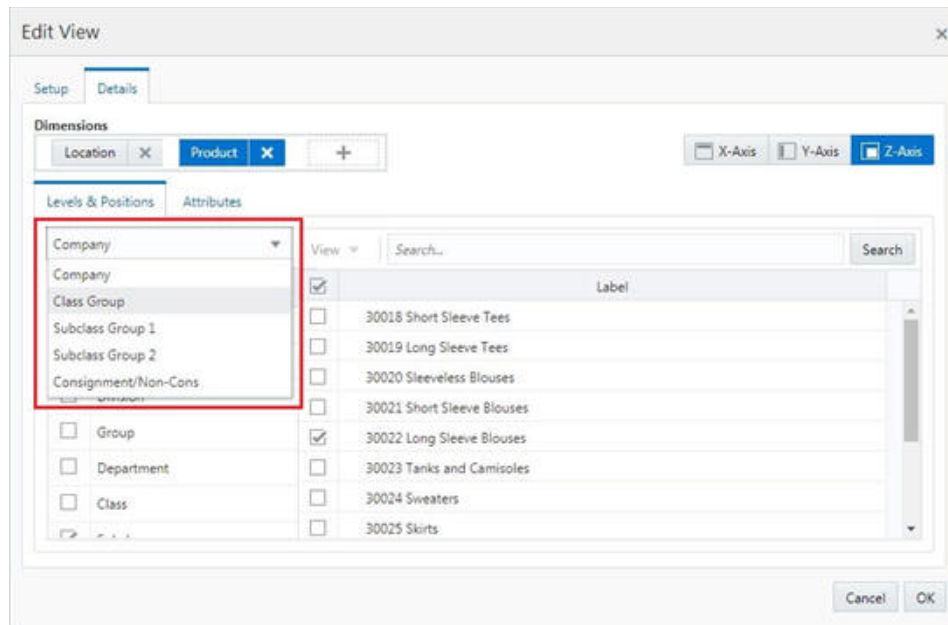 Edit View
Setup Details
Dimensions
Location Product X-Axis Y-Axis Z-Axis
Levels & Positions Attributes
Company View Search... Search
Company Label
Class Group 30018 Short Sleeve Tees
Subclass Group 1 30019 Long Sleeve Tees
Subclass Group 2 30020 Sleeveless Blouses
Consignment/Non-Cons
Division 30021 Short Sleeve Blouses
Group 30022 Long Sleeve Blouses
Department 30023 Tanks and Camisoles
Class 30024 Sweaters
30025 Skirts
Cancel OK